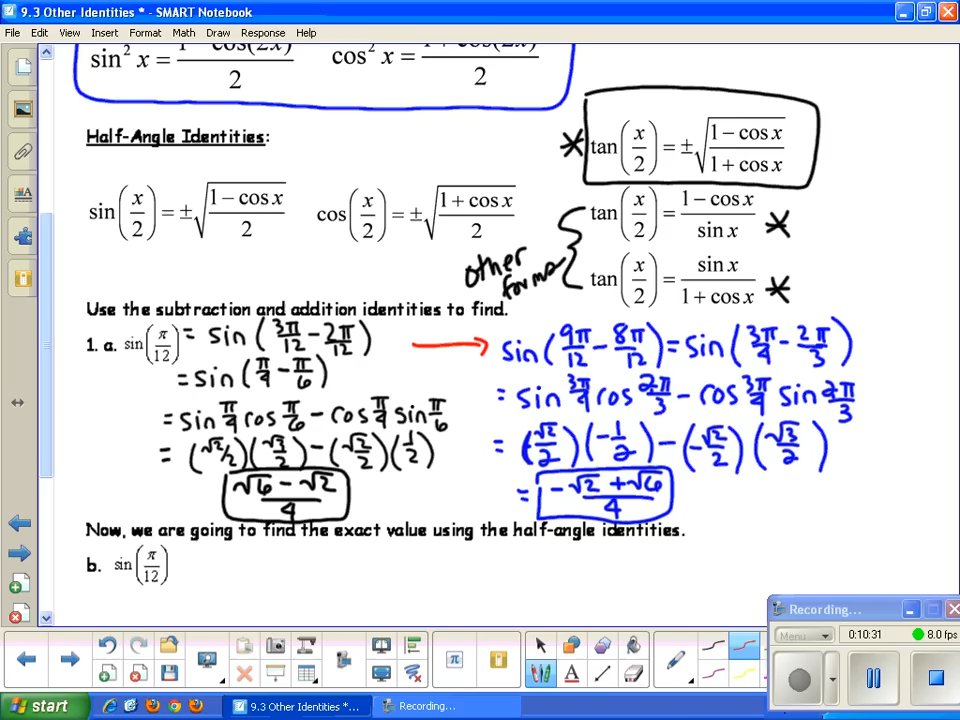 9.3 Other Identities * - SMART Notebook
File Edit View Insert Format Math Draw Response Help
sin² x = 1 - cos(2x) / 2
cos² x = 1 + cos(2x) / 2
Half-Angle Identities:
sin(x/2) = ±√((1 - cos x)/2)
cos(x/2) = ±√((1 + cos x)/2)
* tan(x/2) = ±√((1 - cos x)/(1 + cos x))
other forms
tan(x/2) = (1 - cos x)/(sin x) *
tan(x/2) = (sin x)/(1 + cos x) *
Use the subtraction and addition identities to find.
1. a. sin(π/12) = sin(3π/12 - 2π/12)
= sin(π/4 - π/6)
= sin π/4 cos π/6 - cos π/4 sin π/6
= (√2/2)(√3/2) - (√2/2)(1/2)
(√6 - √2)/4
sin(9π/12 - 8π/12) = sin(3π/4 - 2π/3)
= sin 3π/4 cos 2π/3 - cos 3π/4 sin 2π/3
= (√2/2)(-1/2) - (-√2/2)(√3/2)
= (-√2 + √6)/4
Now, we are going to find the exact value using the half-angle identities.
b. sin(π/12)
Recording...
Menu
0:10:31
8.0 fps
start
9.3 Other Identities *...
Recording...